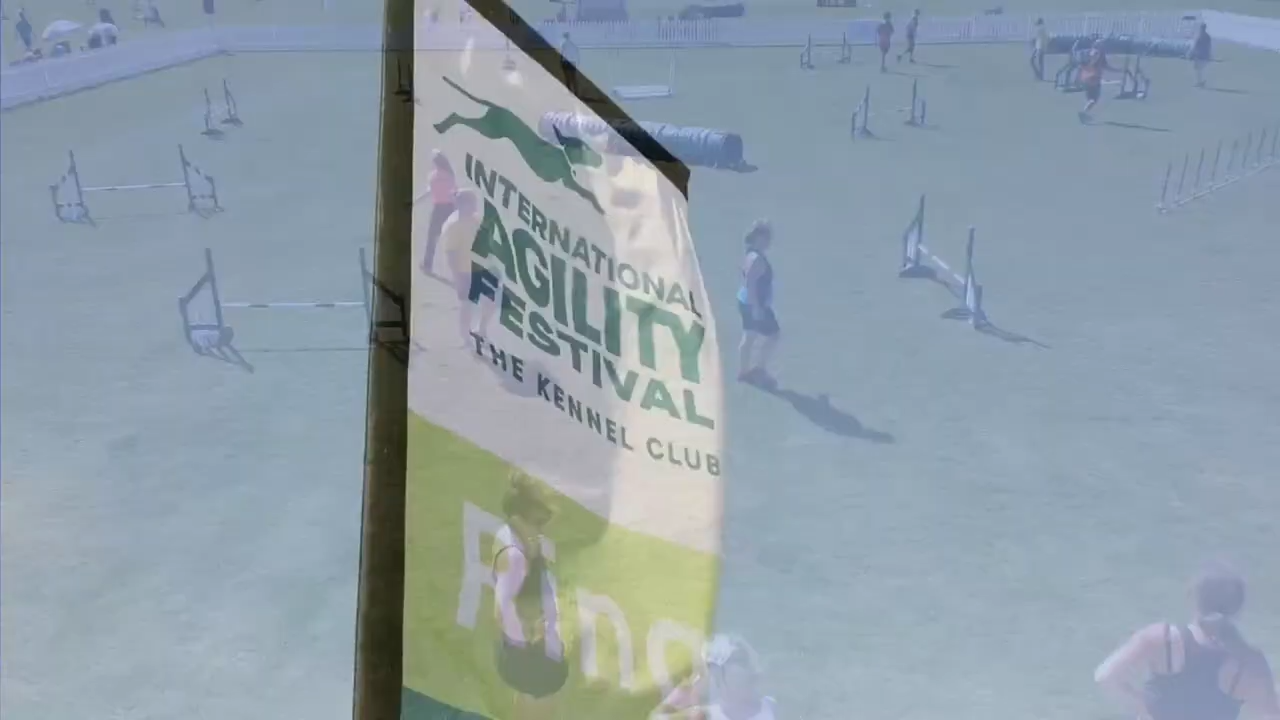 INTERNATIONAL
AGILITY
FESTIVAL
THE KENNEL CLUB
Ring